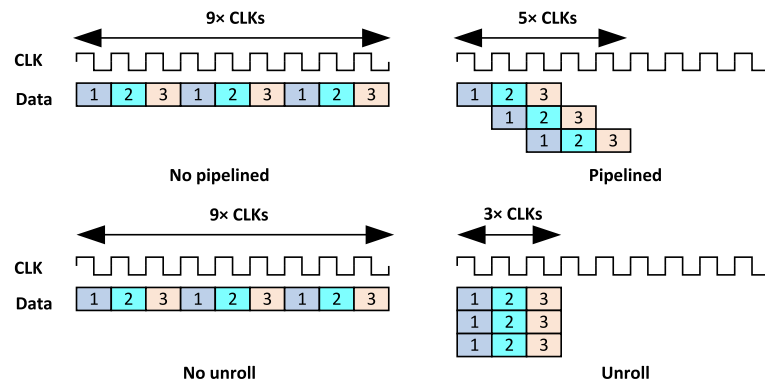 9× CLKs
5× CLKs
CLK
Data
1 2 3 1 2 3 1 2 3
1 2 3
1 2 3
1 2 3
No pipelined
Pipelined
9× CLKs
3× CLKs
CLK
Data
1 2 3 1 2 3 1 2 3
1 2 3
1 2 3
1 2 3
No unroll
Unroll